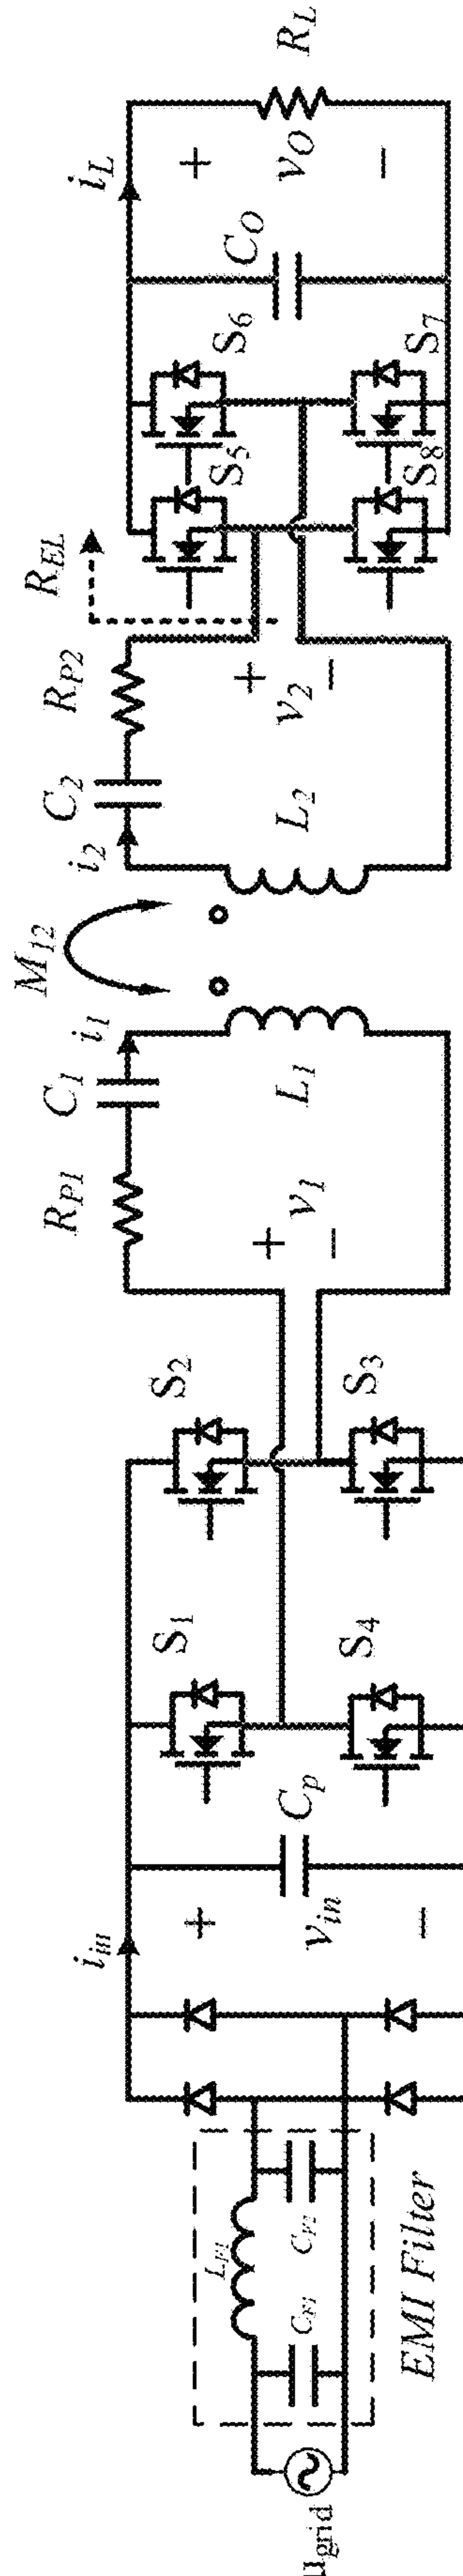 μgrid
EMI Filter
L_F1
C_F1
C_F2
i_in
+
v_in
−
C_p
S_1
S_4
S_2
S_3
+
v_1
−
R_P1
C_1
i_1
L_1
M_12
i_2
L_2
C_2
R_P2
+
v_2
−
R_EL
S_5
S_8
S_6
S_7
C_O
i_L
+
v_O
−
R_L